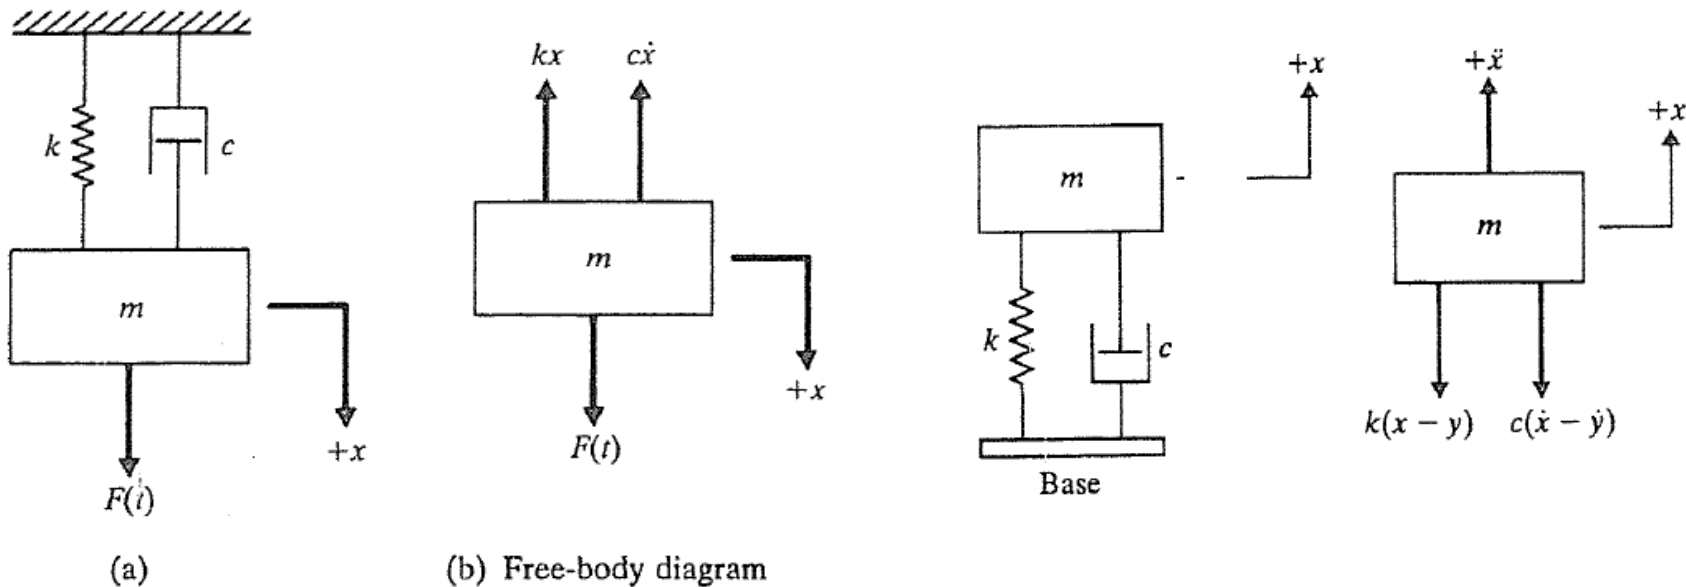 k
c
m
+x
F(t)
(a)
kx
cẋ
m
+x
F(t)
(b) Free-body diagram
+x
m
k
c
Base
+ẍ
+x
m
k(x − y)
c(ẋ − ẏ)